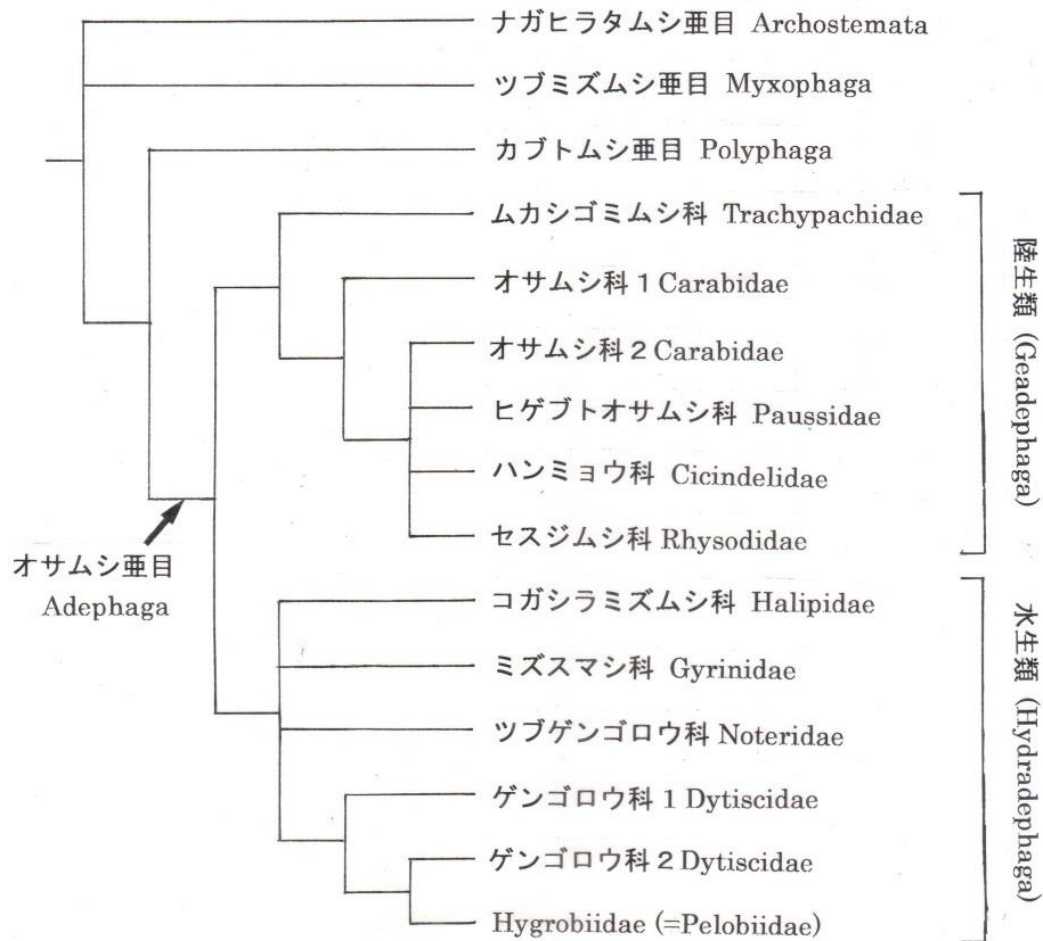 ナガヒラタムシ亜目 Archostemata
ツブミズムシ亜目 Myxophaga
カブトムシ亜目 Polyphaga
ムカシゴミムシ科 Trachypachidae
オサムシ科 1 Carabidae
オサムシ科 2 Carabidae
ヒゲブトオサムシ科 Paussidae
ハンミョウ科 Cicindelidae
セスジムシ科 Rhysodidae
陸生類 (Geadephaga)
オサムシ亜目
Adephaga
コガシラミズムシ科 Halipidae
ミズスマシ科 Gyrinidae
ツブゲンゴロウ科 Noteridae
ゲンゴロウ科 1 Dytiscidae
ゲンゴロウ科 2 Dytiscidae
Hygrobiidae (=Pelobiidae)
水生類 (Hydradephaga)